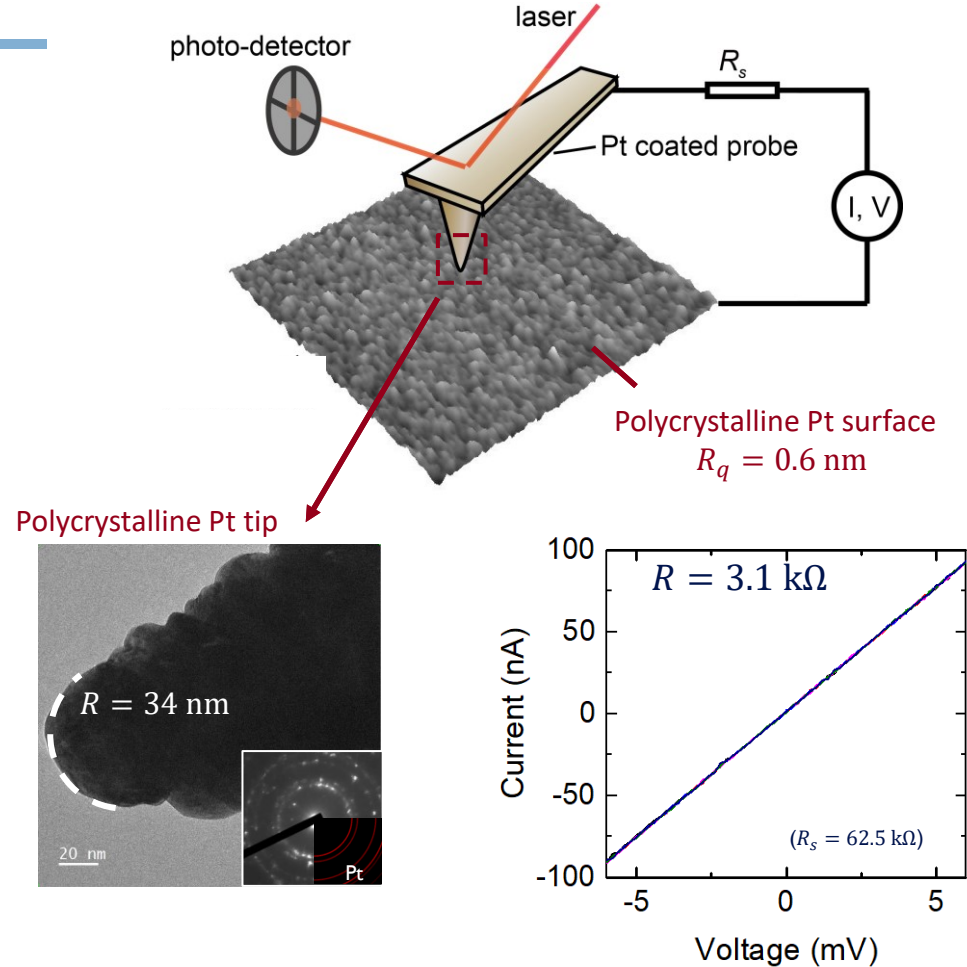 laser
photo-detector
Rₛ
Pt coated probe
I, V
Polycrystalline Pt surface
R_q = 0.6 nm
Polycrystalline Pt tip
R = 34 nm
20 nm
Pt
R = 3.1 kΩ
100
50
0
-50
-100
Current (nA)
(Rₛ = 62.5 kΩ)
-5 0 5
Voltage (mV)